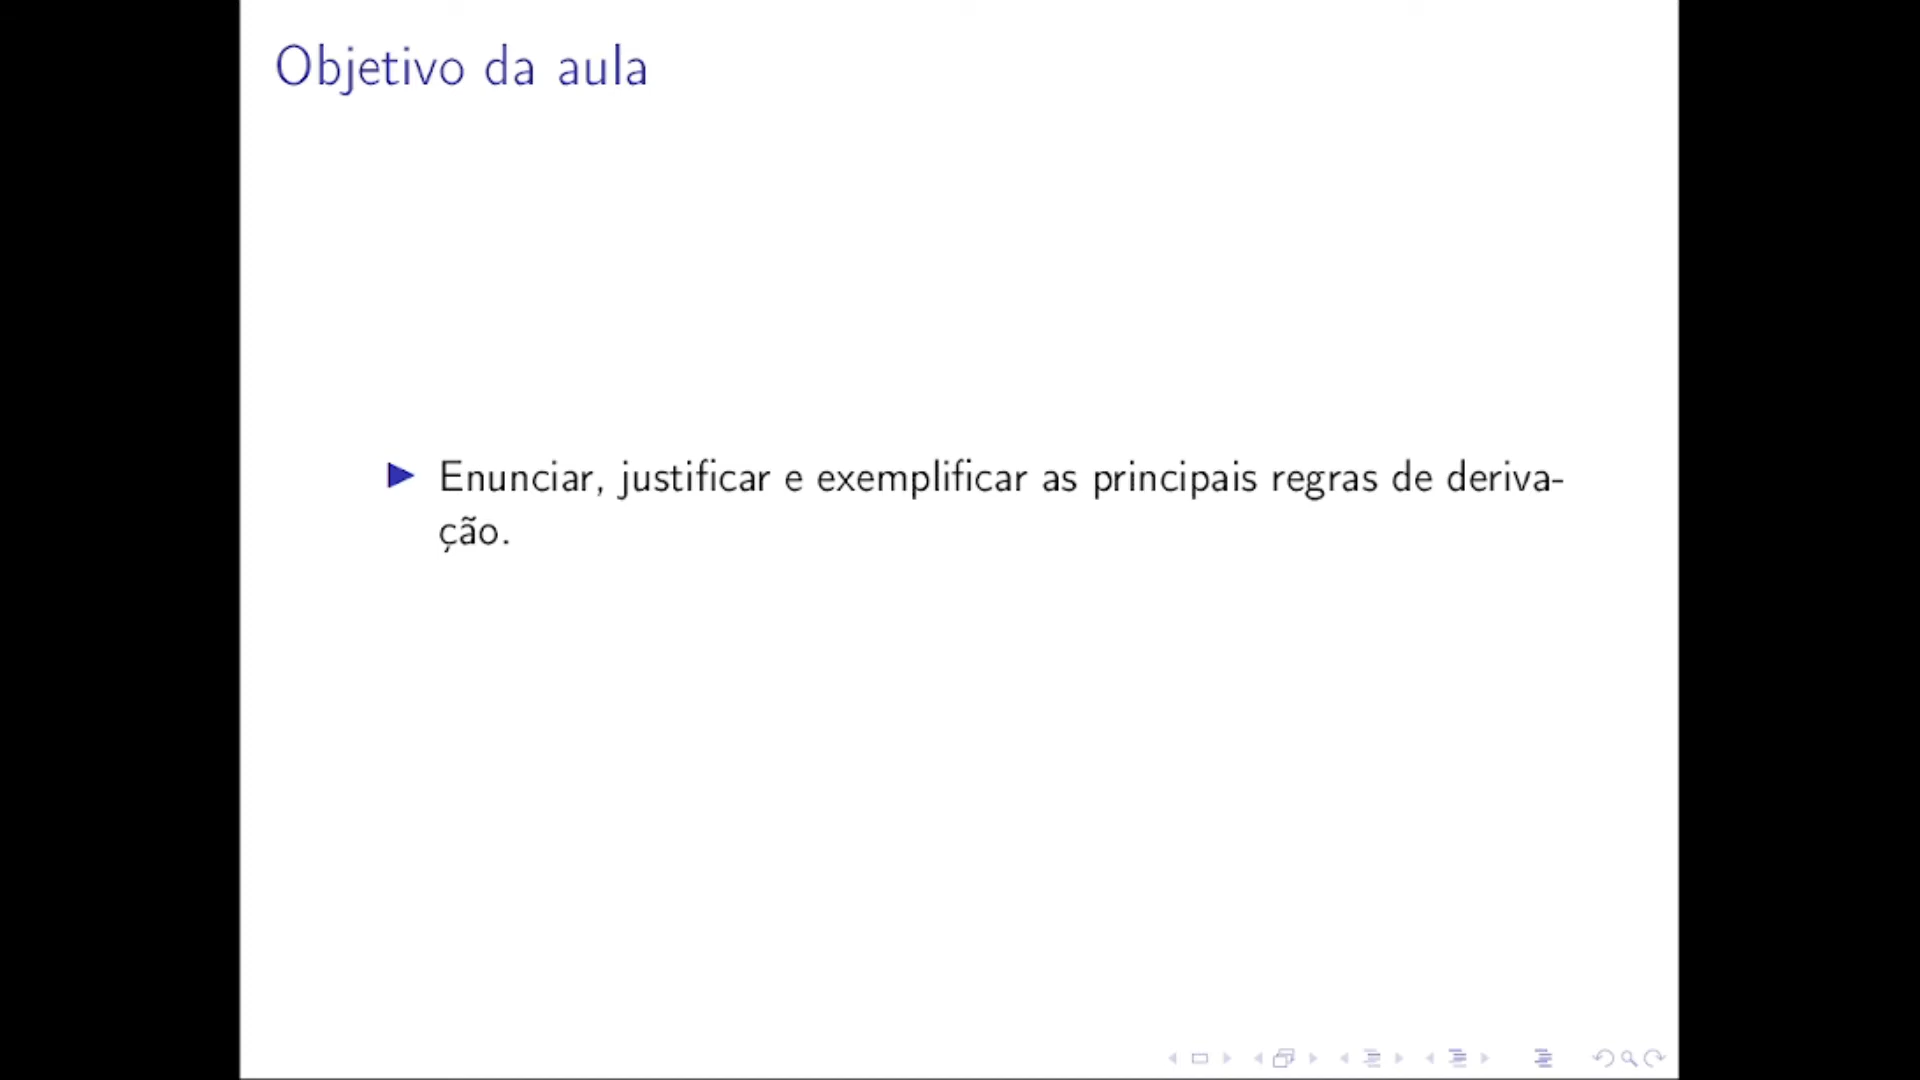 Objetivo da aula
Enunciar, justificar e exemplificar as principais regras de deriva-
ção.